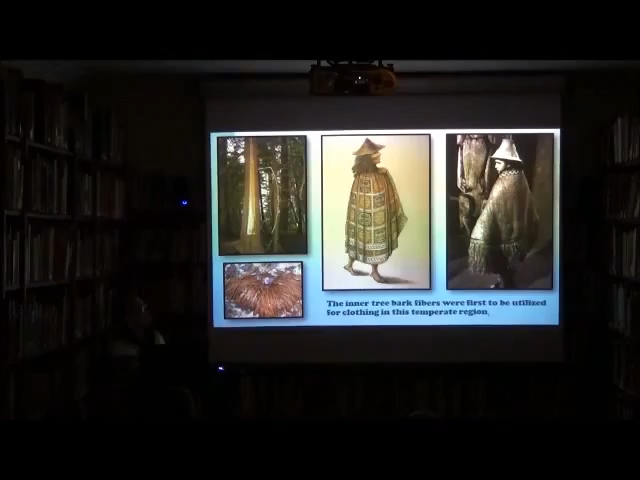 The inner tree bark fibers were first to be utilized
for clothing in this temperate region.